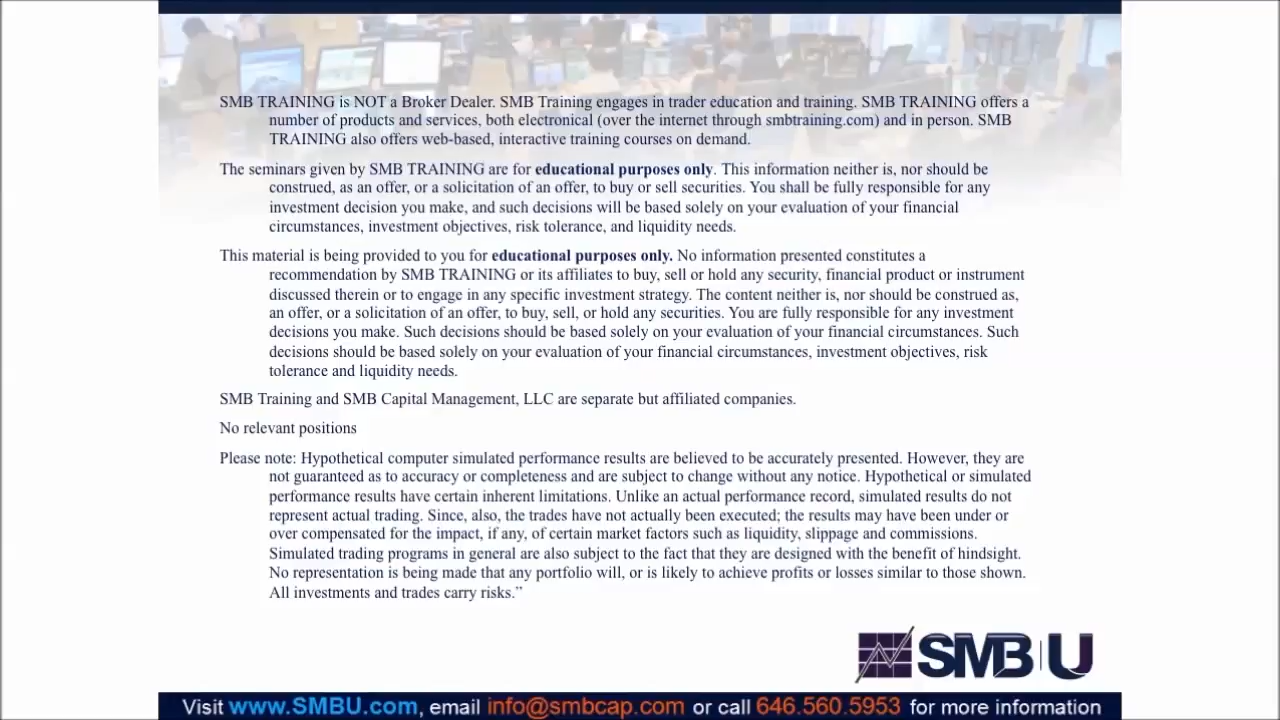 SMB TRAINING is NOT a Broker Dealer. SMB Training engages in trader education and training. SMB TRAINING offers a
number of products and services, both electronical (over the internet through smbtraining.com) and in person. SMB
TRAINING also offers web-based, interactive training courses on demand.
The seminars given by SMB TRAINING are for educational purposes only. This information neither is, nor should be
construed, as an offer, or a solicitation of an offer, to buy or sell securities. You shall be fully responsible for any
investment decision you make, and such decisions will be based solely on your evaluation of your financial
circumstances, investment objectives, risk tolerance, and liquidity needs.
This material is being provided to you for educational purposes only. No information presented constitutes a
recommendation by SMB TRAINING or its affiliates to buy, sell or hold any security, financial product or instrument
discussed therein or to engage in any specific investment strategy. The content neither is, nor should be construed as,
an offer, or a solicitation of an offer, to buy, sell, or hold any securities. You are fully responsible for any investment
decisions you make. Such decisions should be based solely on your evaluation of your financial circumstances. Such
decisions should be based solely on your evaluation of your financial circumstances, investment objectives, risk
tolerance and liquidity needs.
SMB Training and SMB Capital Management, LLC are separate but affiliated companies.
No relevant positions
Please note: Hypothetical computer simulated performance results are believed to be accurately presented. However, they are
not guaranteed as to accuracy or completeness and are subject to change without any notice. Hypothetical or simulated
performance results have certain inherent limitations. Unlike an actual performance record, simulated results do not
represent actual trading. Since, also, the trades have not actually been executed; the results may have been under or
over compensated for the impact, if any, of certain market factors such as liquidity, slippage and commissions.
Simulated trading programs in general are also subject to the fact that they are designed with the benefit of hindsight.
No representation is being made that any portfolio will, or is likely to achieve profits or losses similar to those shown.
All investments and trades carry risks.”
SMB U
Visit www.SMBU.com, email info@smbcap.com or call 646.560.5953 for more information